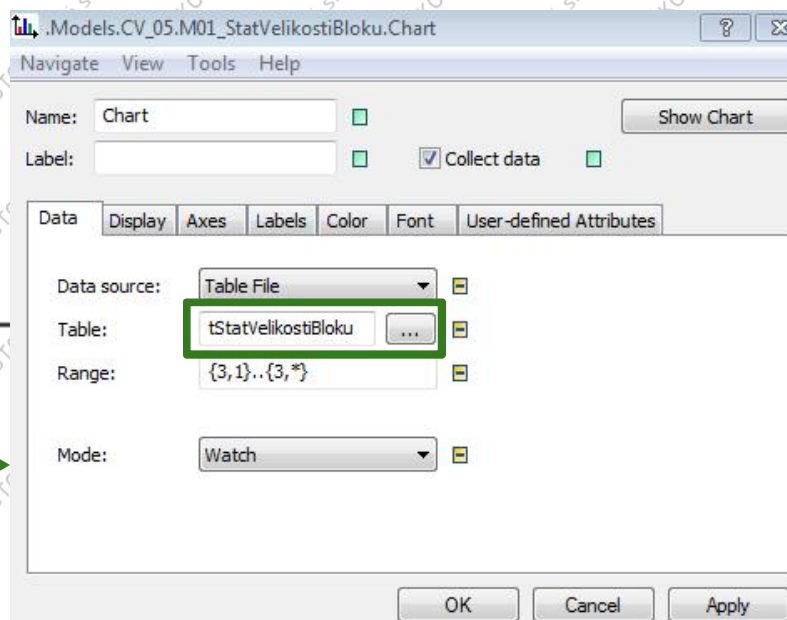 .Models.CV_05.M01_StatVelikostiBloku.Chart
Navigate View Tools Help
Name: Chart Show Chart
Label: Collect data
Data Display Axes Labels Color Font User-defined Attributes
Data source: Table File
Table: tStatVelikostiBloku ...
Range: {3,1}..{3,*}
Mode: Watch
OK Cancel Apply